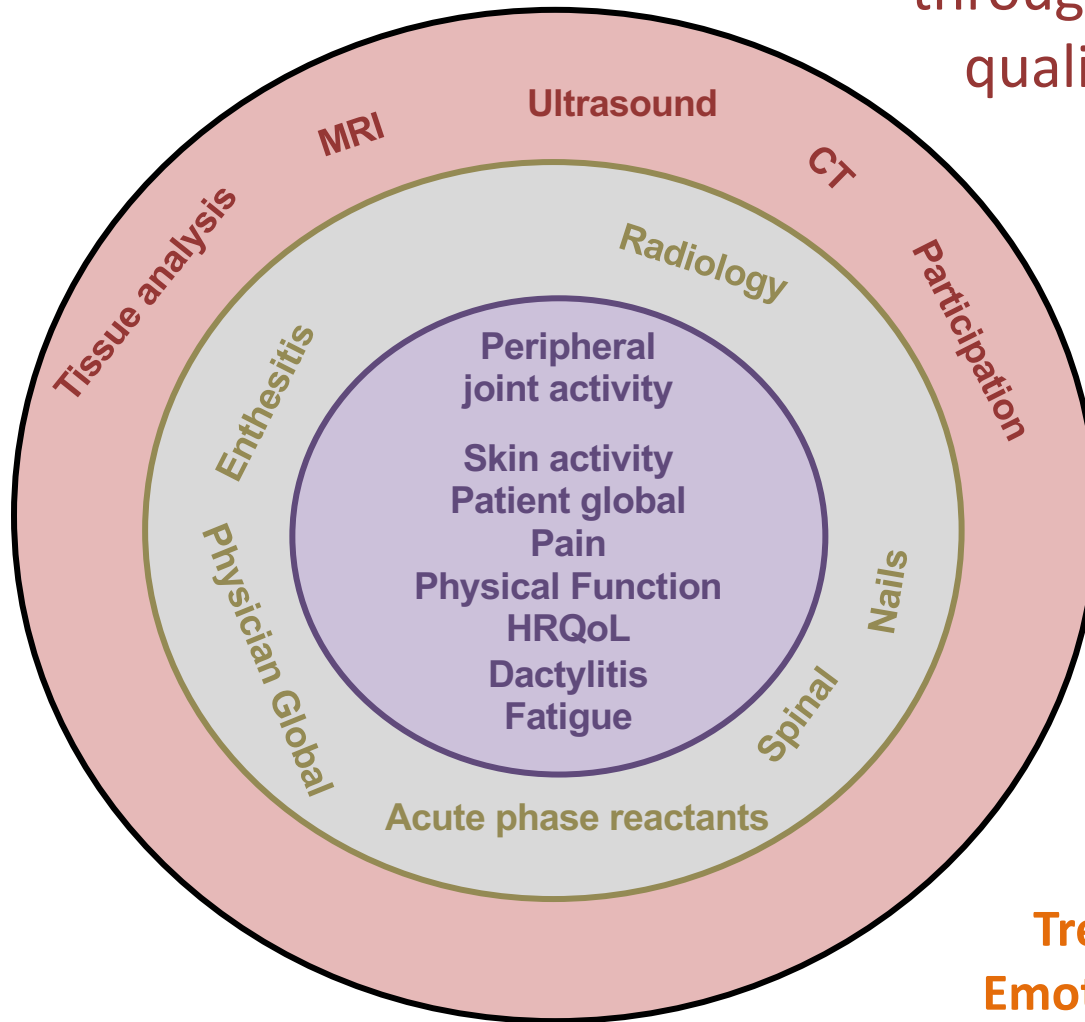 Ultrasound
MRI
CT
Tissue analysis
Participation
Radiology
Enthesitis
Peripheral
joint activity
Skin activity
Patient global
Pain
Physical Function
HRQoL
Dactylitis
Fatigue
Physician Global
Nails
Spinal
Acute phase reactants